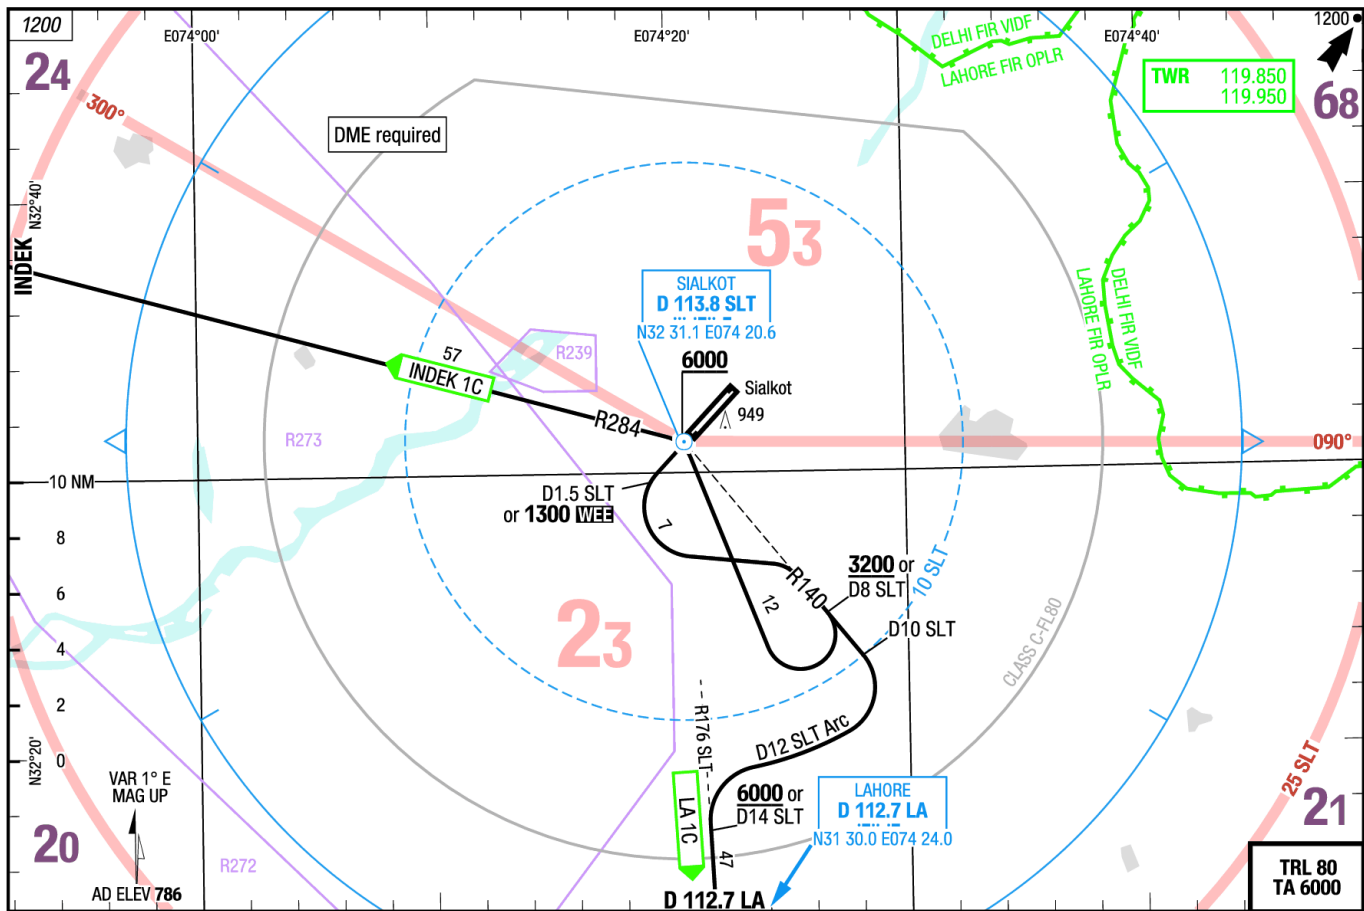 1200
E074°00'
E074°20'
E074°40'
1200
24
300°
DME required
DELHI FIR VIDF
LAHORE FIR OPLR
TWR 119.850
119.950
68
N32°40'
INDEK
53
SIALKOT
D 113.8 SLT
N32 31.1 E074 20.6
DELHI FIR VIDF
LAHORE FIR OPLR
57
INDEK 1C
R239
6000
Sialkot
949
R284
R273
090°
10 NM
D1.5 SLT
or 1300 WEE
7
8
3200 or
D8 SLT
10 SLT
R140
12
6
D10 SLT
4
23
CLASS C-FL80
2
R176 SLT
D12 SLT Arc
N32°20'
0
25 SLT
VAR 1° E
MAG UP
LA 1C
6000 or
D14 SLT
LAHORE
D 112.7 LA
N31 30.0 E074 24.0
21
20
R272
47
AD ELEV 786
D 112.7 LA
TRL 80
TA 6000